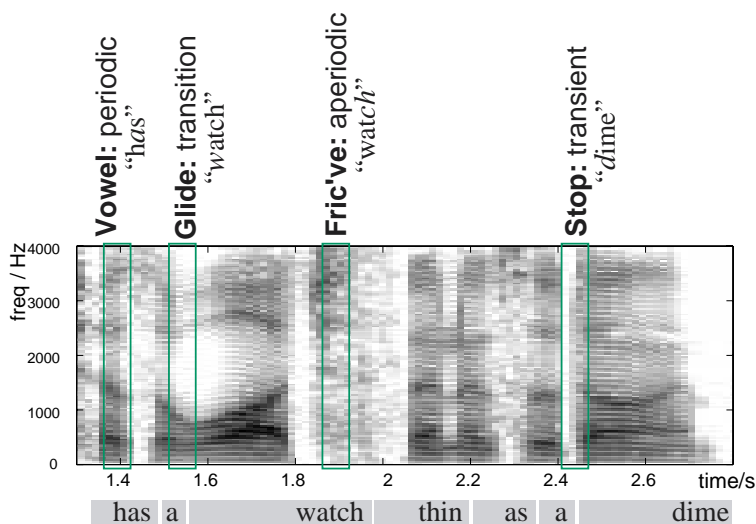 Vowel: periodic
“has”
Glide: transition
“watch”
Fric've: aperiodic
“watch”
Stop: transient
“dime”
freq / Hz
4000
3000
2000
1000
0
1.4 1.6 1.8 2 2.2 2.4 2.6 time/s
has a watch thin as a dime